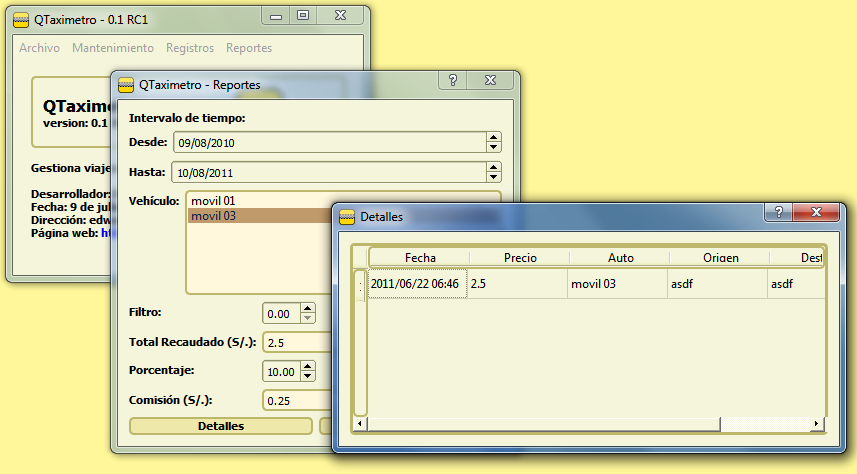 QTaximetro - 0.1 RC1
Archivo Mantenimiento Registros Reportes
QTaxime
version: 0.1
Gestiona viaje
Desarrollador:
Fecha: 9 de jul
Dirección: edw
Página web: ht
QTaximetro - Reportes
Intervalo de tiempo:
Desde: 09/08/2010
Hasta: 10/08/2011
Vehículo: movil 01
movil 03
Filtro: 0.00
Total Recaudado (S/.): 2.5
Porcentaje: 10.00
Comisión (S/.): 0.25
Detalles
Detalles
Fecha Precio Auto Origen Dest
2011/06/22 06:46 2.5 movil 03 asdf asdf